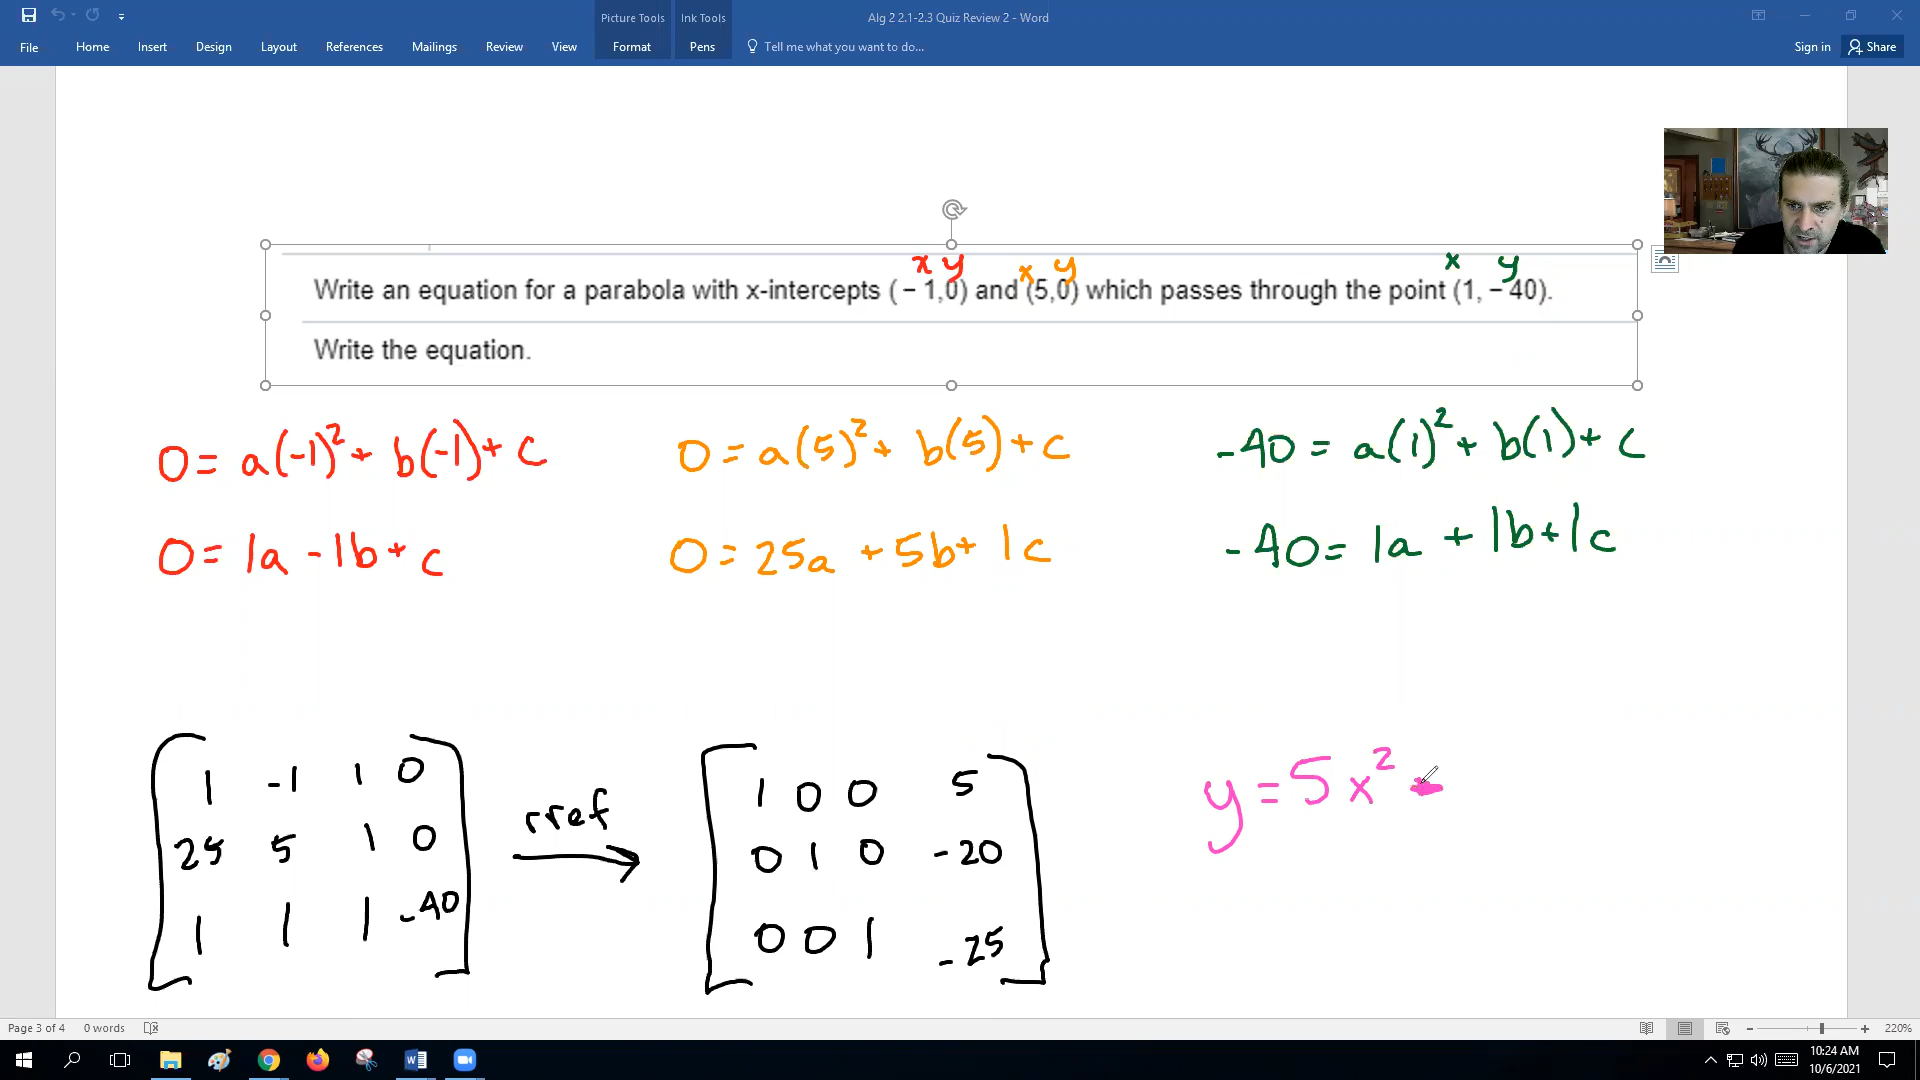 Picture Tools Ink Tools Alg 2 2.1-2.3 Quiz Review 2 - Word
File Home Insert Design Layout References Mailings Review View Format Pens Tell me what you want to do... Sign in Share
x y x y x y
Write an equation for a parabola with x-intercepts (−1,0) and (5,0) which passes through the point (1, −40).
Write the equation.
0 = a(-1)² + b(-1) + c
0 = a(5)² + b(5) + c
-40 = a(1)² + b(1) + c
0 = 1a - 1b + c
0 = 25a + 5b + 1c
-40 = 1a + 1b + 1c
1 -1 1 0
25 5 1 0
1 1 1 -40
rref
1 0 0 5
0 1 0 -20
0 0 1 -25
y = 5x² -
Page 3 of 4 0 words 220%
10:24 AM
10/6/2021